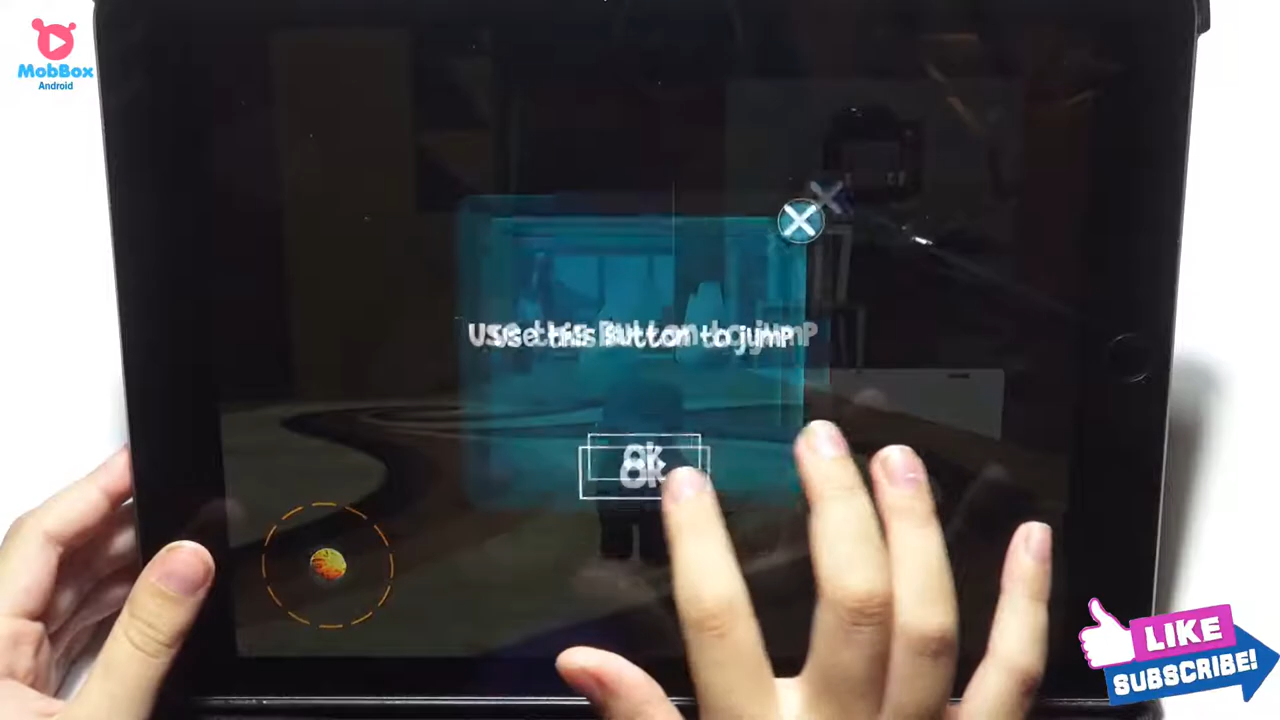 MobBox
Android
Use this Button to jump
Ok
LIKE
SUBSCRIBE!